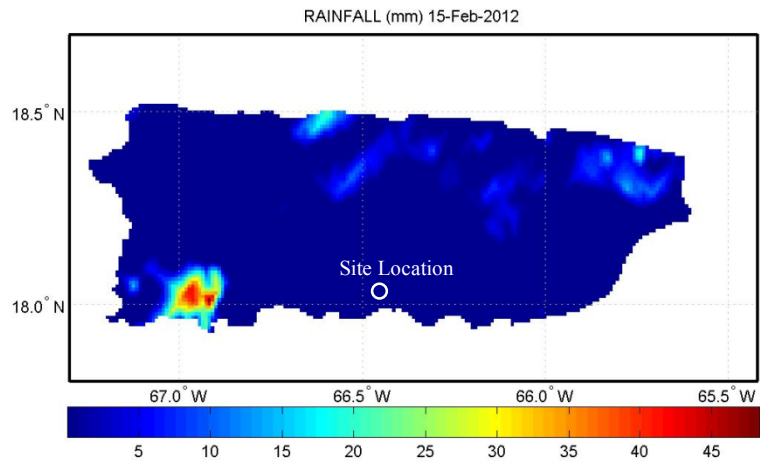 RAINFALL (mm) 15-Feb-2012
18.5° N
Site Location
18.0° N
67.0° W 66.5° W 66.0° W 65.5° W
5 10 15 20 25 30 35 40 45